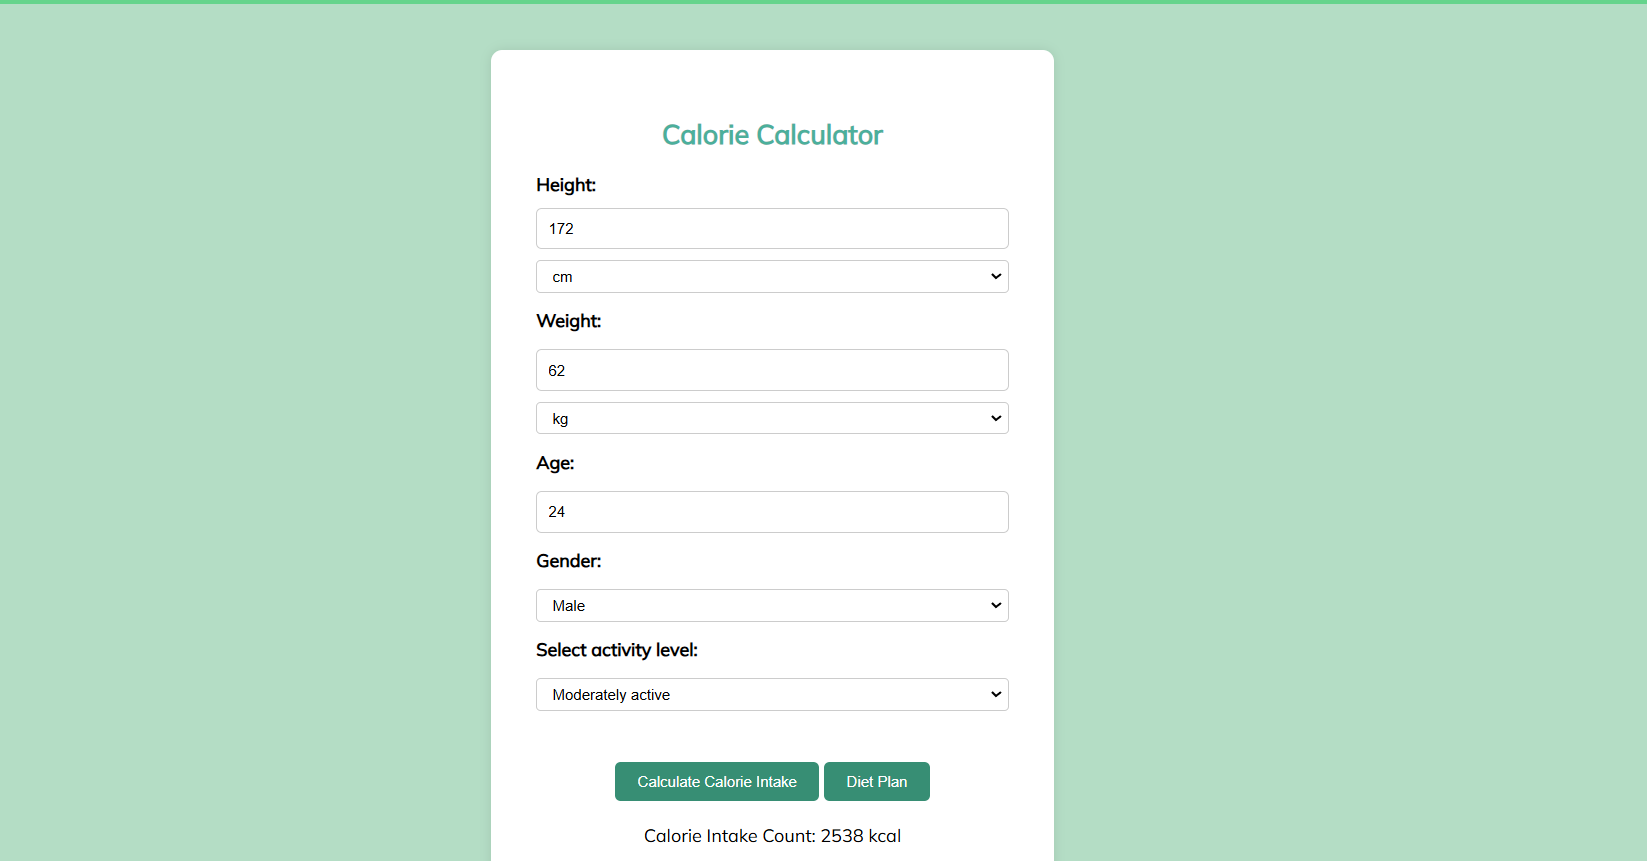 Calorie Calculator
Height:
172
cm
Weight:
62
kg
Age:
24
Gender:
Male
Select activity level:
Moderately active
Calculate Calorie Intake Diet Plan
Calorie Intake Count: 2538 kcal